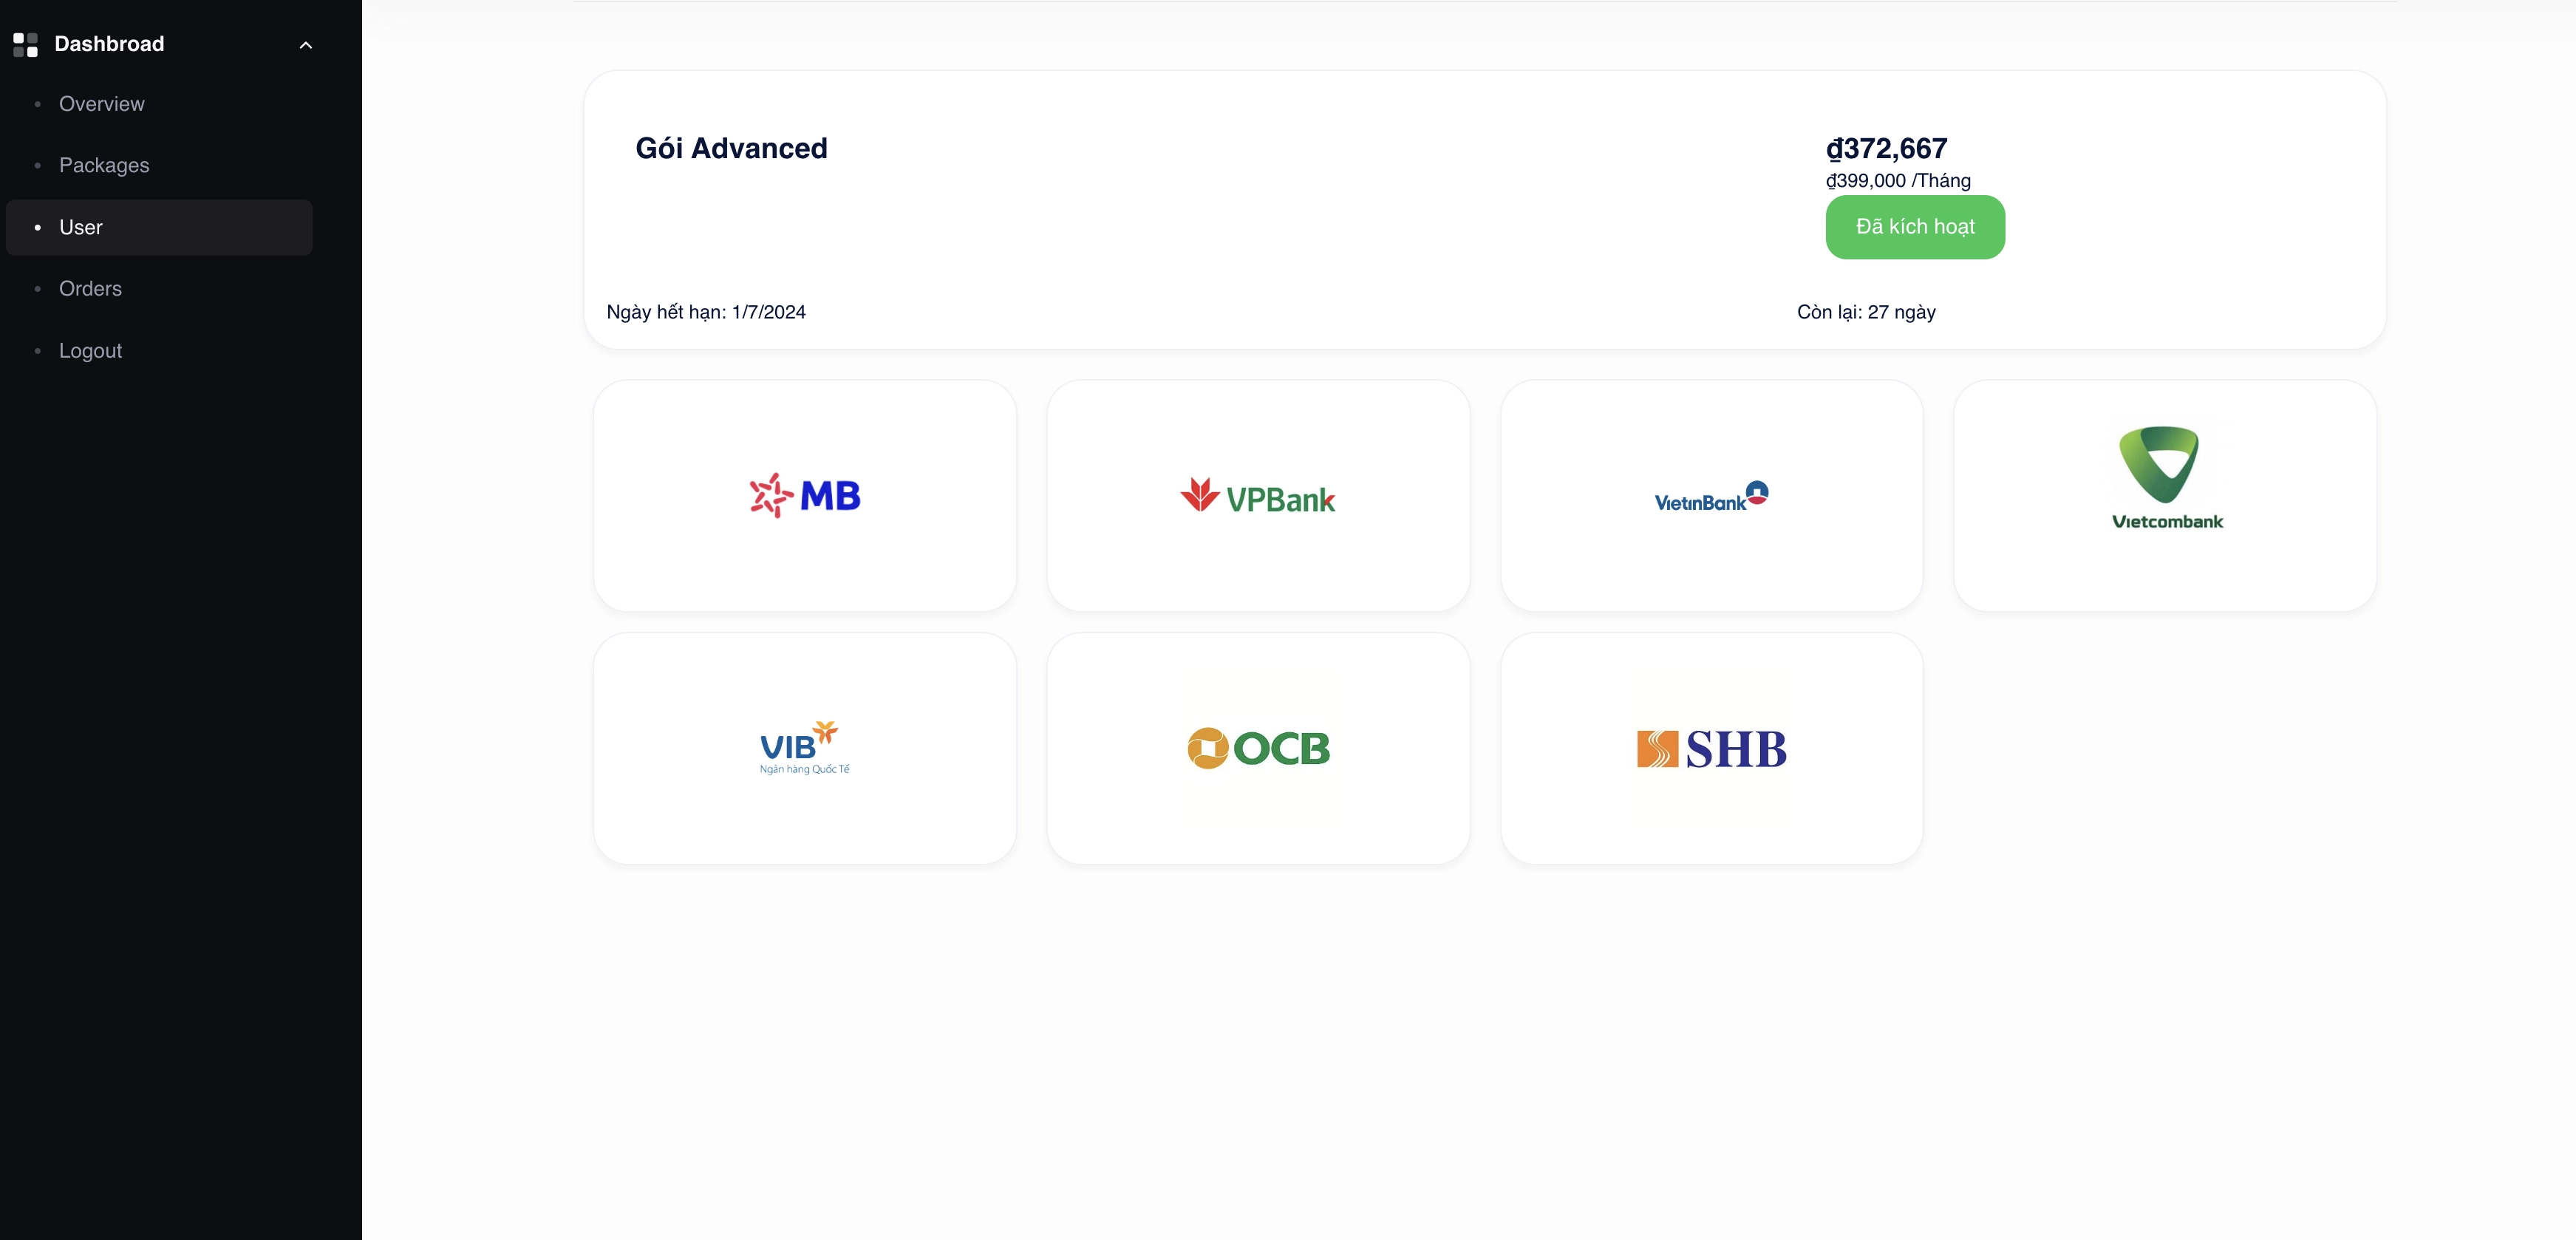 Dashbroad
Overview
Packages
User
Orders
Logout
Gói Advanced
₫372,667
₫399,000 /Tháng
Đã kích hoạt
Ngày hết hạn: 1/7/2024
Còn lại: 27 ngày
MB
VPBank
VietinBank
Vietcombank
VIB
Ngân hàng Quốc Tế
OCB
SHB